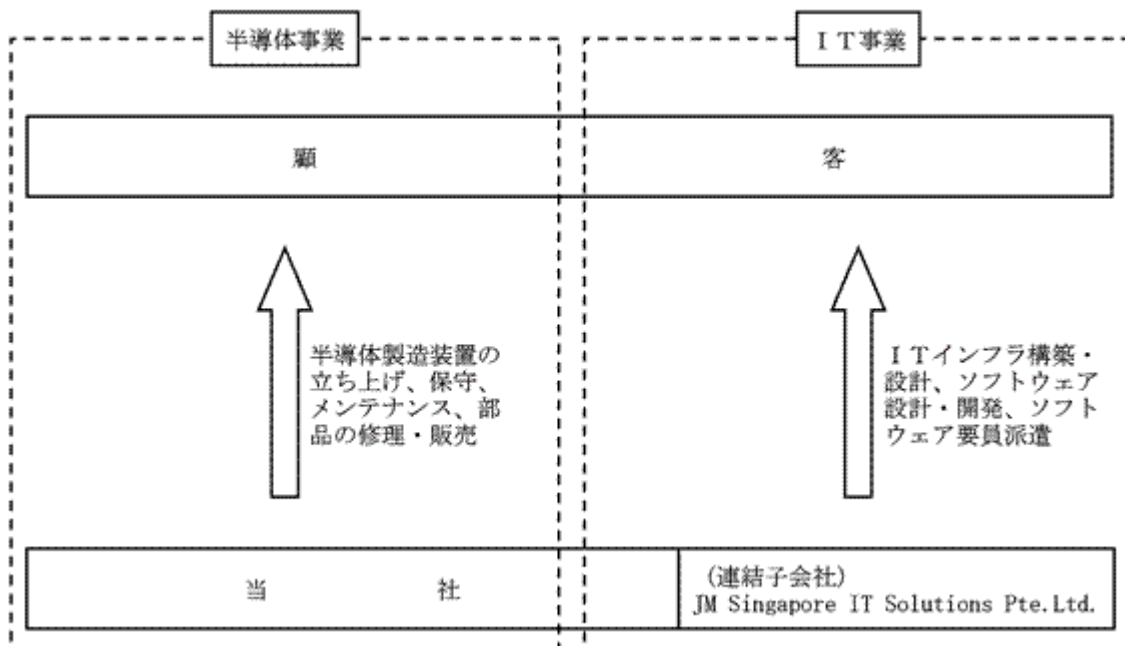 半導体事業
ＩＴ事業
顧　客
半導体製造装置の
立ち上げ、保守、
メンテナンス、部
品の修理・販売
ＩＴインフラ構築・
設計、ソフトウェア
設計・開発、ソフト
ウェア要員派遣
当　社
(連結子会社)
JM Singapore IT Solutions Pte.Ltd.